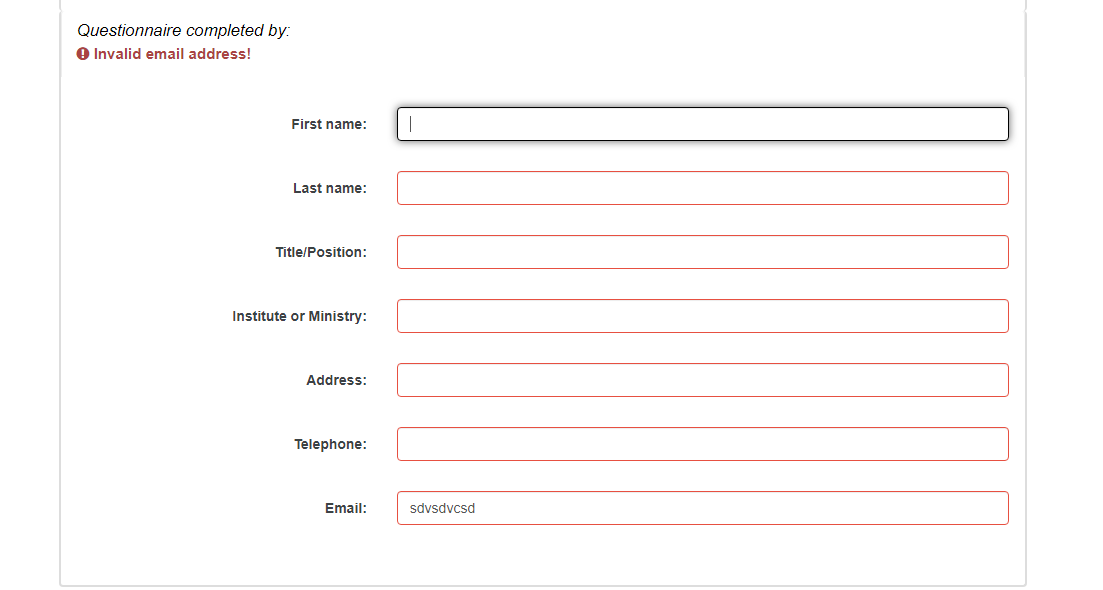 Questionnaire completed by:
Invalid email address!
First name:
Last name:
Title/Position:
Institute or Ministry:
Address:
Telephone:
Email: sdvsdvcsd